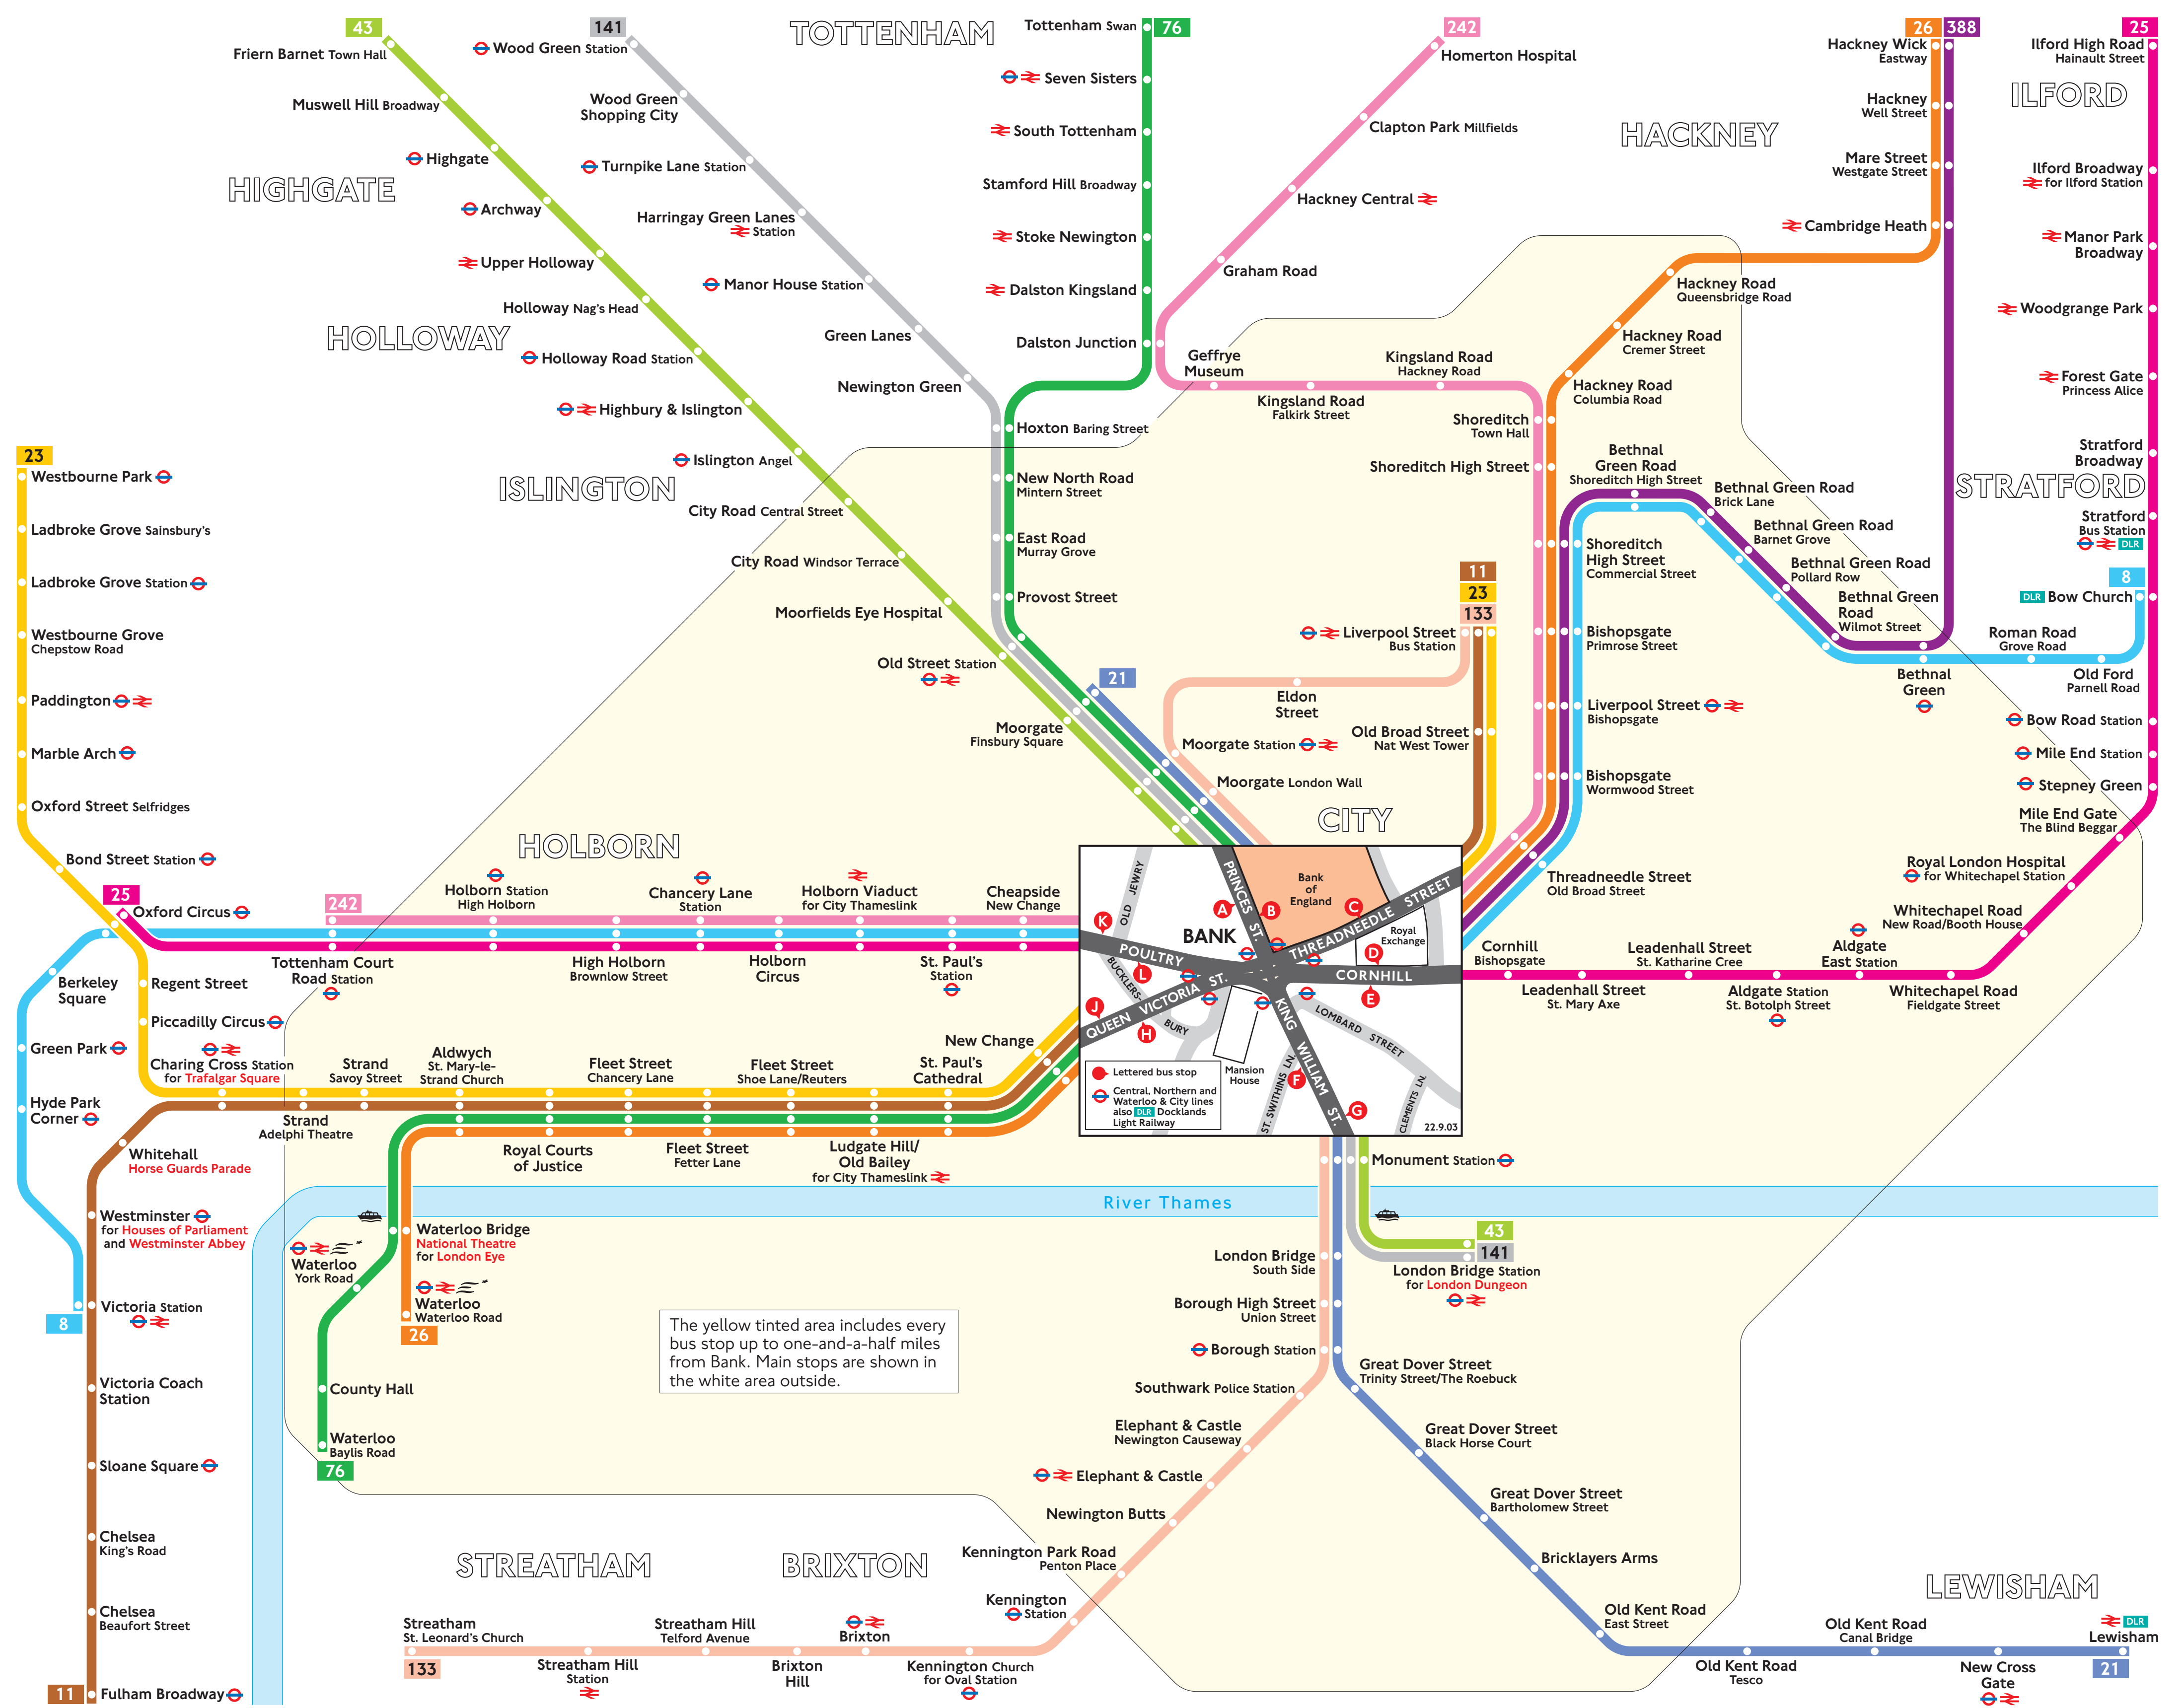 43
Friern Barnet Town Hall
Muswell Hill Broadway
Highgate
HIGHGATE
Archway
Upper Holloway
Holloway Nag's Head
HOLLOWAY
Holloway Road Station
Highbury & Islington
Islington Angel
ISLINGTON
City Road Central Street
City Road Windsor Terrace
Moorfields Eye Hospital
Old Street Station
Moorgate
Finsbury Square
141
Wood Green Station
Wood Green
Shopping City
Turnpike Lane Station
Harringay Green Lanes
Station
Manor House Station
Green Lanes
Newington Green
TOTTENHAM
Tottenham Swan
76
Seven Sisters
South Tottenham
Stamford Hill Broadway
Stoke Newington
Dalston Kingsland
Dalston Junction
Hoxton Baring Street
New North Road
Mintern Street
East Road
Murray Grove
Provost Street
21
242
Homerton Hospital
Clapton Park Millfields
Hackney Central
Graham Road
Geffrye
Museum
Kingsland Road
Falkirk Street
Kingsland Road
Hackney Road
Shoreditch
Town Hall
Shoreditch High Street
HACKNEY
26
388
Hackney Wick
Eastway
Hackney
Well Street
Mare Street
Westgate Street
Cambridge Heath
Hackney Road
Queensbridge Road
Hackney Road
Cremer Street
Hackney Road
Columbia Road
Bethnal
Green Road
Shoreditch High Street
Bethnal Green Road
Brick Lane
Bethnal Green Road
Barnet Grove
Bethnal Green Road
Pollard Row
Bethnal Green
Road
Wilmot Street
Shoreditch
High Street
Commercial Street
Bishopsgate
Primrose Street
Liverpool Street
Bishopsgate
Bishopsgate
Wormwood Street
Threadneedle Street
Old Broad Street
Bethnal
Green
Roman Road
Grove Road
Old Ford
Parnell Road
8
DLR Bow Church
25
Ilford High Road
Hainault Street
ILFORD
Ilford Broadway
for Ilford Station
Manor Park
Broadway
Woodgrange Park
Forest Gate
Princess Alice
Stratford
Broadway
STRATFORD
Stratford
Bus Station
DLR
Bow Road Station
Mile End Station
Stepney Green
Mile End Gate
The Blind Beggar
Royal London Hospital
for Whitechapel Station
Whitechapel Road
New Road/Booth House
Whitechapel Road
Fieldgate Street
Aldgate
East Station
Aldgate Station
St. Botolph Street
Leadenhall Street
St. Katharine Cree
Leadenhall Street
St. Mary Axe
Cornhill
Bishopsgate
11
23
133
Liverpool Street
Bus Station
Eldon
Street
Old Broad Street
Nat West Tower
Moorgate Station
Moorgate London Wall
CITY
23
Westbourne Park
Ladbroke Grove Sainsbury's
Ladbroke Grove Station
Westbourne Grove
Chepstow Road
Paddington
Marble Arch
Oxford Street Selfridges
Bond Street Station
25
Oxford Circus
Berkeley
Square
Green Park
Hyde Park
Corner
Regent Street
Piccadilly Circus
Charing Cross Station
for Trafalgar Square
HOLBORN
242
Tottenham Court
Road Station
Holborn Station
High Holborn
High Holborn
Brownlow Street
Chancery Lane
Station
Holborn
Circus
Holborn Viaduct
for City Thameslink
St. Paul's
Station
Cheapside
New Change
Strand
Adelphi Theatre
Strand
Savoy Street
Aldwych
St. Mary-le-
Strand Church
Royal Courts
of Justice
Fleet Street
Chancery Lane
Fleet Street
Fetter Lane
Fleet Street
Shoe Lane/Reuters
Ludgate Hill/
Old Bailey
for City Thameslink
St. Paul's
Cathedral
New Change
OLD JEWRY
PRINCES ST.
Bank
of
England
A
B
C
THREADNEEDLE STREET
Royal
Exchange
D
K
BANK
POULTRY
L
CORNHILL
E
BUCKLERS-
BURY
J
QUEEN VICTORIA ST.
H
KING WILLIAM ST.
LOMBARD STREET
Mansion
House
ST. SWITHINS LN.
F
G
CLEMENTS LN.
Lettered bus stop
Central, Northern and
Waterloo & City lines
also DLR Docklands
Light Railway
22.9.03
Whitehall
Horse Guards Parade
Westminster
for Houses of Parliament
and Westminster Abbey
Victoria Station
8
Victoria Coach
Station
Sloane Square
Chelsea
King's Road
Chelsea
Beaufort Street
11
Fulham Broadway
River Thames
Waterloo
York Road
Waterloo Bridge
National Theatre
for London Eye
Waterloo
Waterloo Road
26
County Hall
Waterloo
Baylis Road
76
The yellow tinted area includes every
bus stop up to one-and-a-half miles
from Bank. Main stops are shown in
the white area outside.
Monument Station
43
141
London Bridge Station
for London Dungeon
London Bridge
South Side
Borough High Street
Union Street
Borough Station
Southwark Police Station
Elephant & Castle
Newington Causeway
Elephant & Castle
Newington Butts
Kennington Park Road
Penton Place
Kennington
Station
Kennington Church
for Oval Station
BRIXTON
Brixton
Brixton
Hill
STREATHAM
Streatham Hill
Telford Avenue
Streatham Hill
Station
Streatham
St. Leonard's Church
133
Great Dover Street
Trinity Street/The Roebuck
Great Dover Street
Black Horse Court
Great Dover Street
Bartholomew Street
Bricklayers Arms
Old Kent Road
East Street
Old Kent Road
Tesco
Old Kent Road
Canal Bridge
New Cross
Gate
LEWISHAM
DLR
Lewisham
21